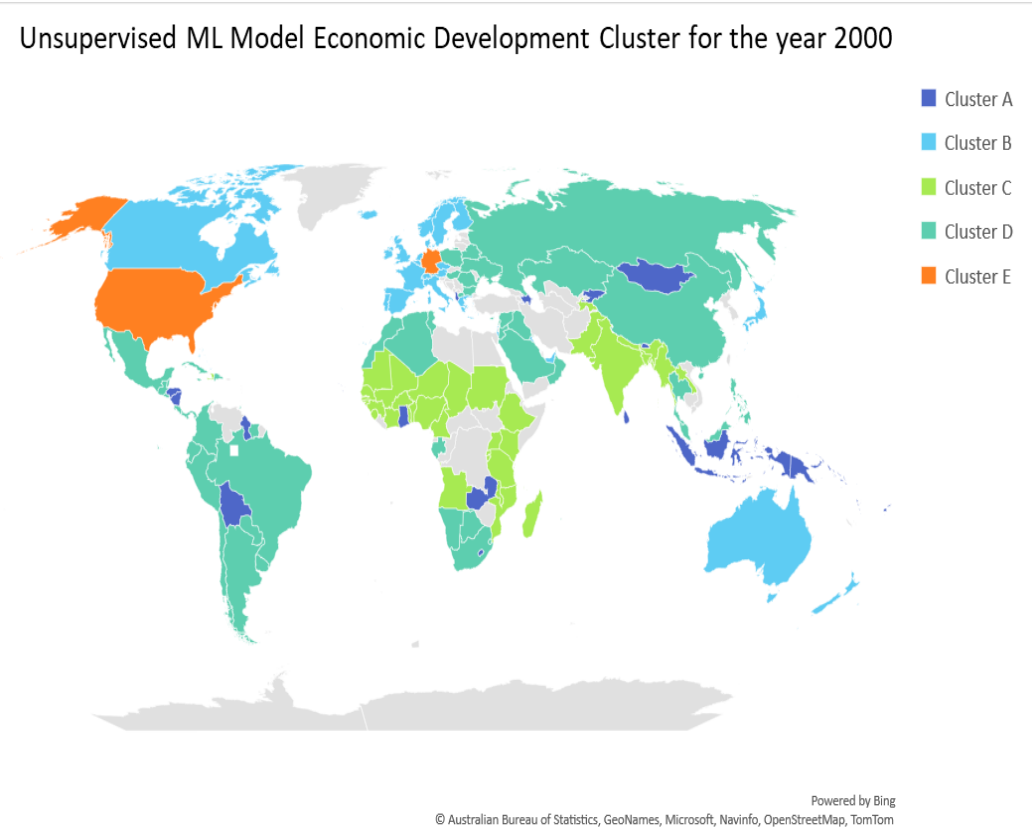 Unsupervised ML Model Economic Development Cluster for the year 2000
Cluster A
Cluster B
Cluster C
Cluster D
Cluster E
Powered by Bing
© Australian Bureau of Statistics, GeoNames, Microsoft, Navinfo, OpenStreetMap, TomTom